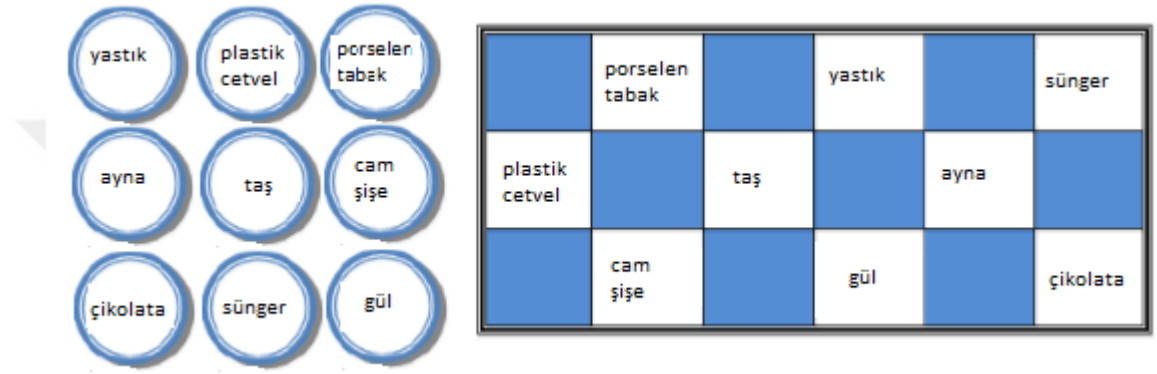 yastık
plastik
cetvel
porselen
tabak
ayna
taş
cam
şişe
çikolata
sünger
gül
porselen
tabak
yastık
sünger
plastik
cetvel
taş
ayna
cam
şişe
gül
çikolata